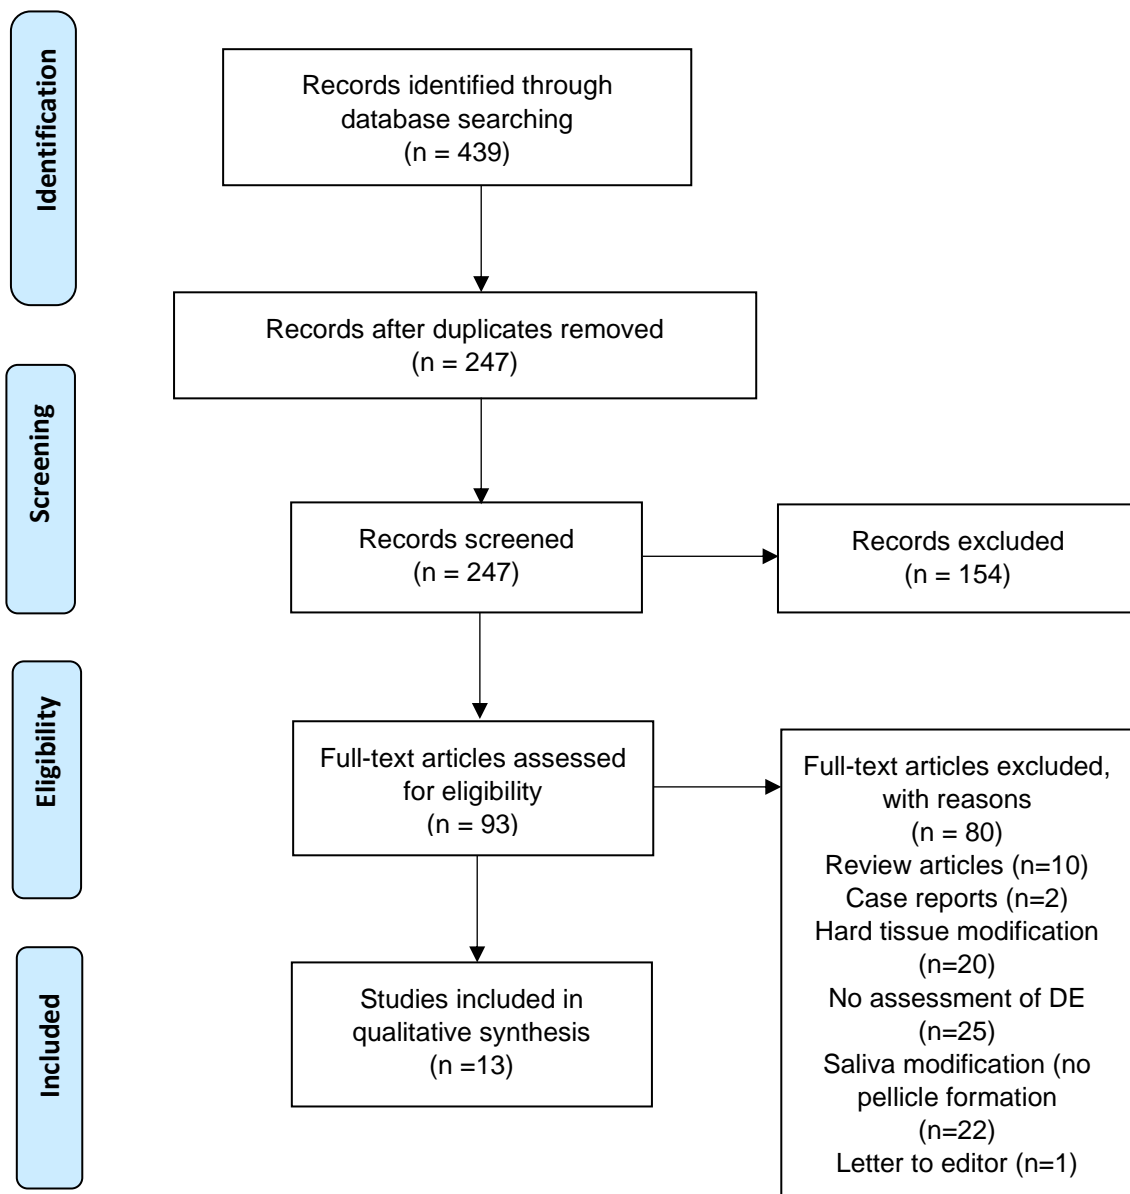 Identification
Records identified through
database searching
(n = 439)
Records after duplicates removed
(n = 247)
Screening
Records screened
(n = 247)
Records excluded
(n = 154)
Eligibility
Full-text articles assessed
for eligibility
(n = 93)
Full-text articles excluded,
with reasons
(n = 80)
Review articles (n=10)
Case reports (n=2)
Hard tissue modification
(n=20)
No assessment of DE
(n=25)
Saliva modification (no
pellicle formation
(n=22)
Letter to editor (n=1)
Included
Studies included in
qualitative synthesis
(n =13)